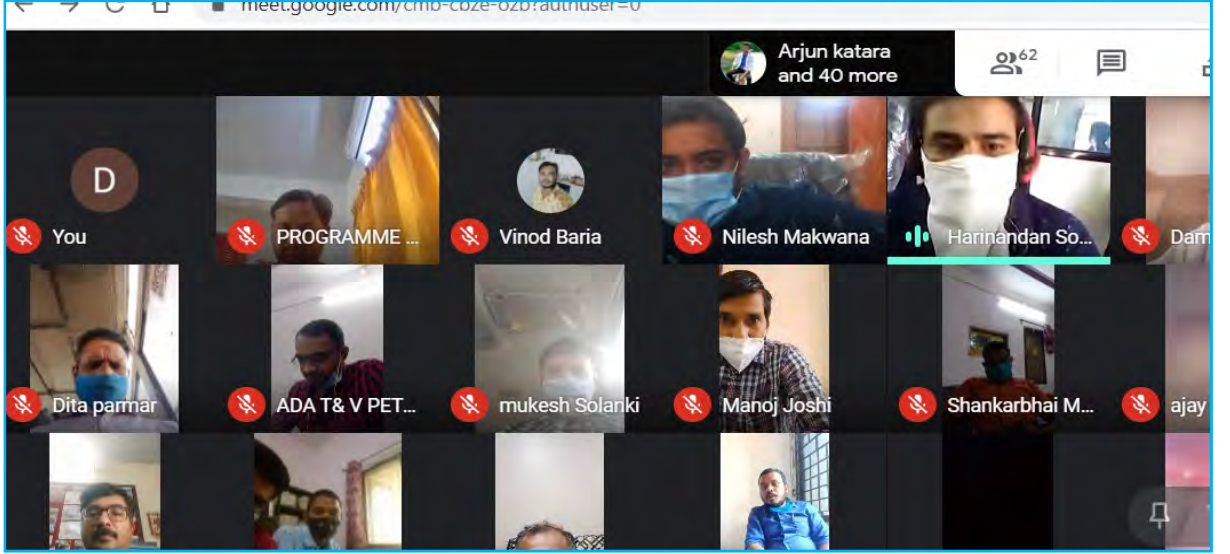 meet.google.com/cmb-cbze-ozb?authuser=0
Arjun katara
and 40 more
62
D
You
PROGRAMME ...
Vinod Baria
Nilesh Makwana
Harinandan So...
Dam
Dita parmar
ADA T& V PET...
mukesh Solanki
Manoj Joshi
Shankarbhai M...
ajay